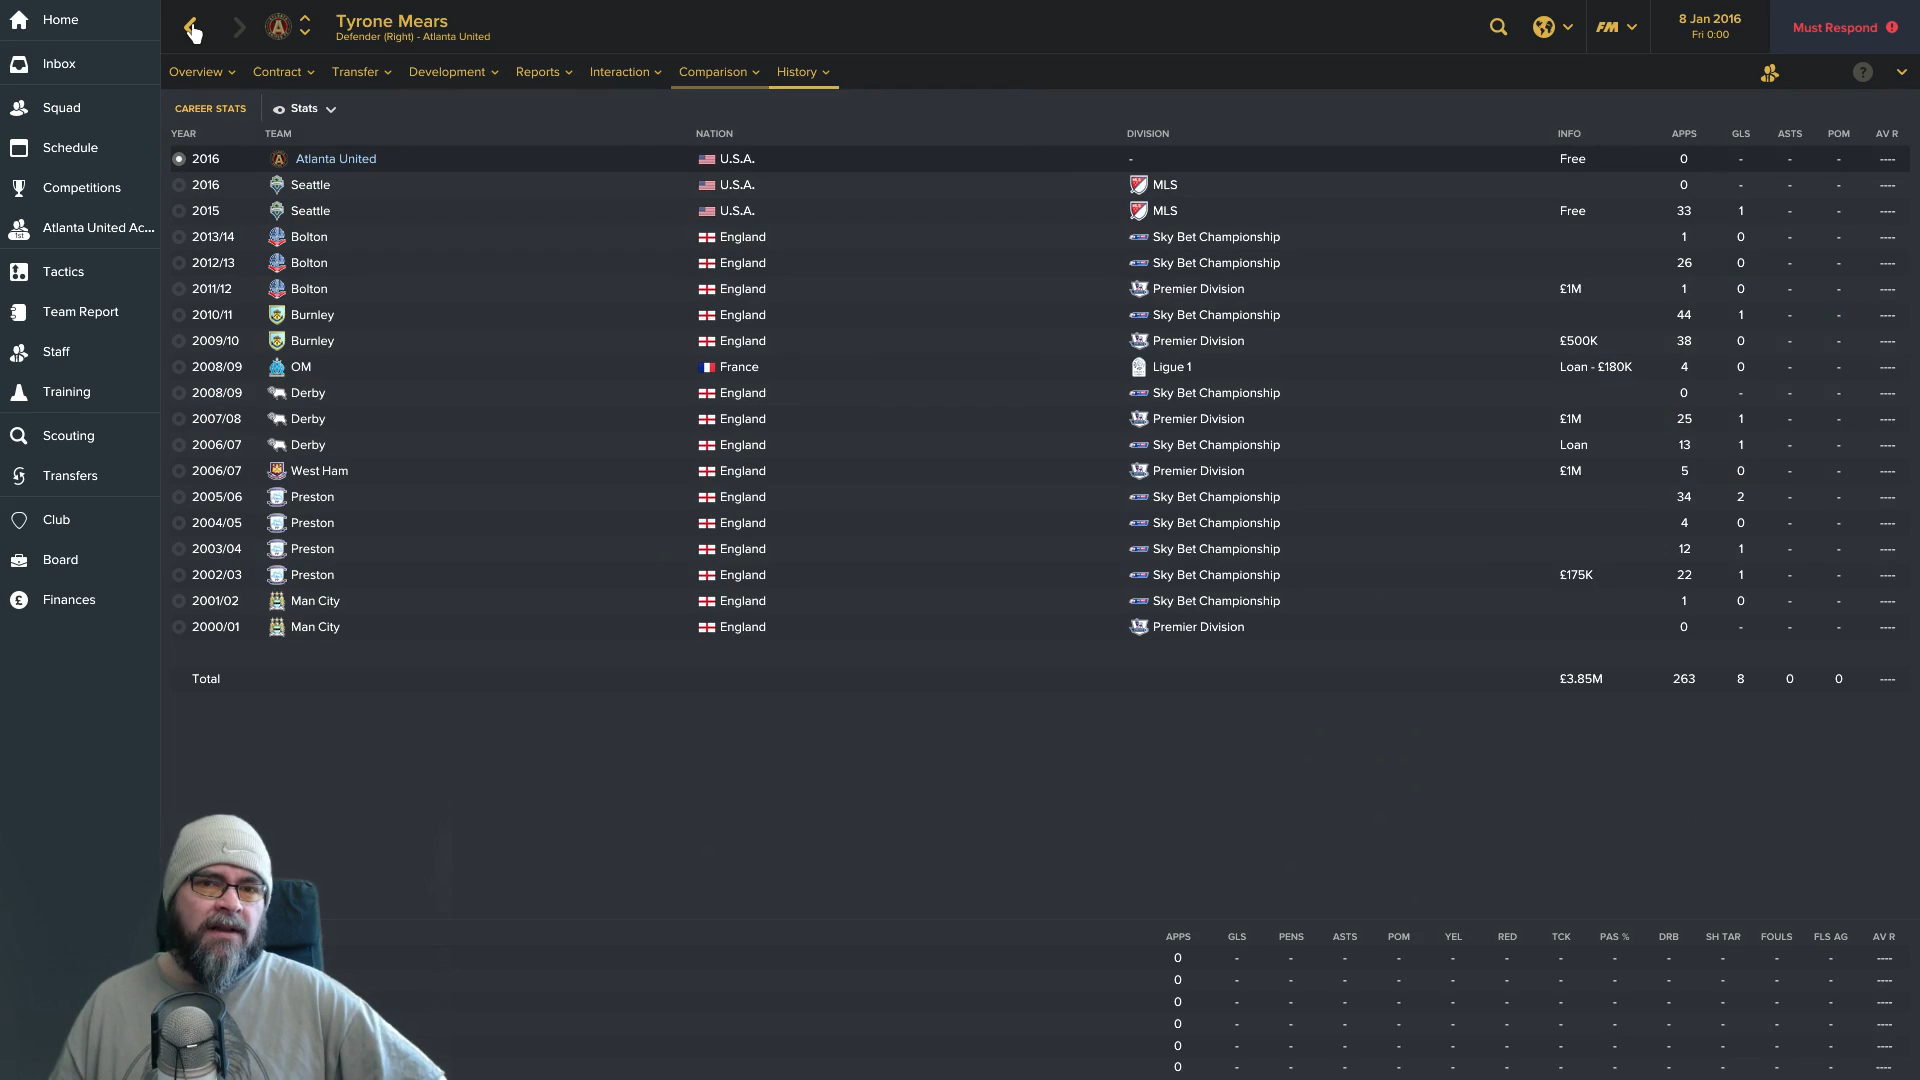 Home
Tyrone Mears
Defender (Right) - Atlanta United
8 Jan 2016
Fri 0:00
Must Respond
FM
Inbox
Overview Contract Transfer Development Reports Interaction Comparison History
?
Squad
Schedule
Competitions
1st Atlanta United Ac...
Tactics
Team Report
Staff
Training
Scouting
Transfers
Club
Board
£ Finances
CAREER STATS Stats
YEAR TEAM NATION DIVISION INFO APPS GLS ASTS POM AV R
2016 Atlanta United U.S.A. - Free 0 - - - ----
2016 Seattle U.S.A. MLS 0 - - - ----
2015 Seattle U.S.A. MLS Free 33 1 - - ----
2013/14 Bolton England Sky Bet Championship 1 0 - - ----
2012/13 Bolton England Sky Bet Championship 26 0 - - ----
2011/12 Bolton England Premier Division £1M 1 0 - - ----
2010/11 Burnley England Sky Bet Championship 44 1 - - ----
2009/10 Burnley England Premier Division £500K 38 0 - - ----
2008/09 OM France Ligue 1 Loan - £180K 4 0 - - ----
2008/09 Derby England Sky Bet Championship 0 - - - ----
2007/08 Derby England Premier Division £1M 25 1 - - ----
2006/07 Derby England Sky Bet Championship Loan 13 1 - - ----
2006/07 West Ham England Premier Division £1M 5 0 - - ----
2005/06 Preston England Sky Bet Championship 34 2 - - ----
2004/05 Preston England Sky Bet Championship 4 0 - - ----
2003/04 Preston England Sky Bet Championship 12 1 - - ----
2002/03 Preston England Sky Bet Championship £175K 22 1 - - ----
2001/02 Man City England Sky Bet Championship 1 0 - - ----
2000/01 Man City England Premier Division 0 - - - ----
Total £3.85M 263 8 0 0 ----
APPS GLS PENS ASTS POM YEL RED TCK PAS % DRB SH TAR FOULS FLS AG AV R
0 - - - - - - - - - - - - ----
0 - - - - - - - - - - - - ----
0 - - - - - - - - - - - - ----
0 - - - - - - - - - - - - ----
0 - - - - - - - - - - - - ----
0 - - - - - - - - - - - - ----